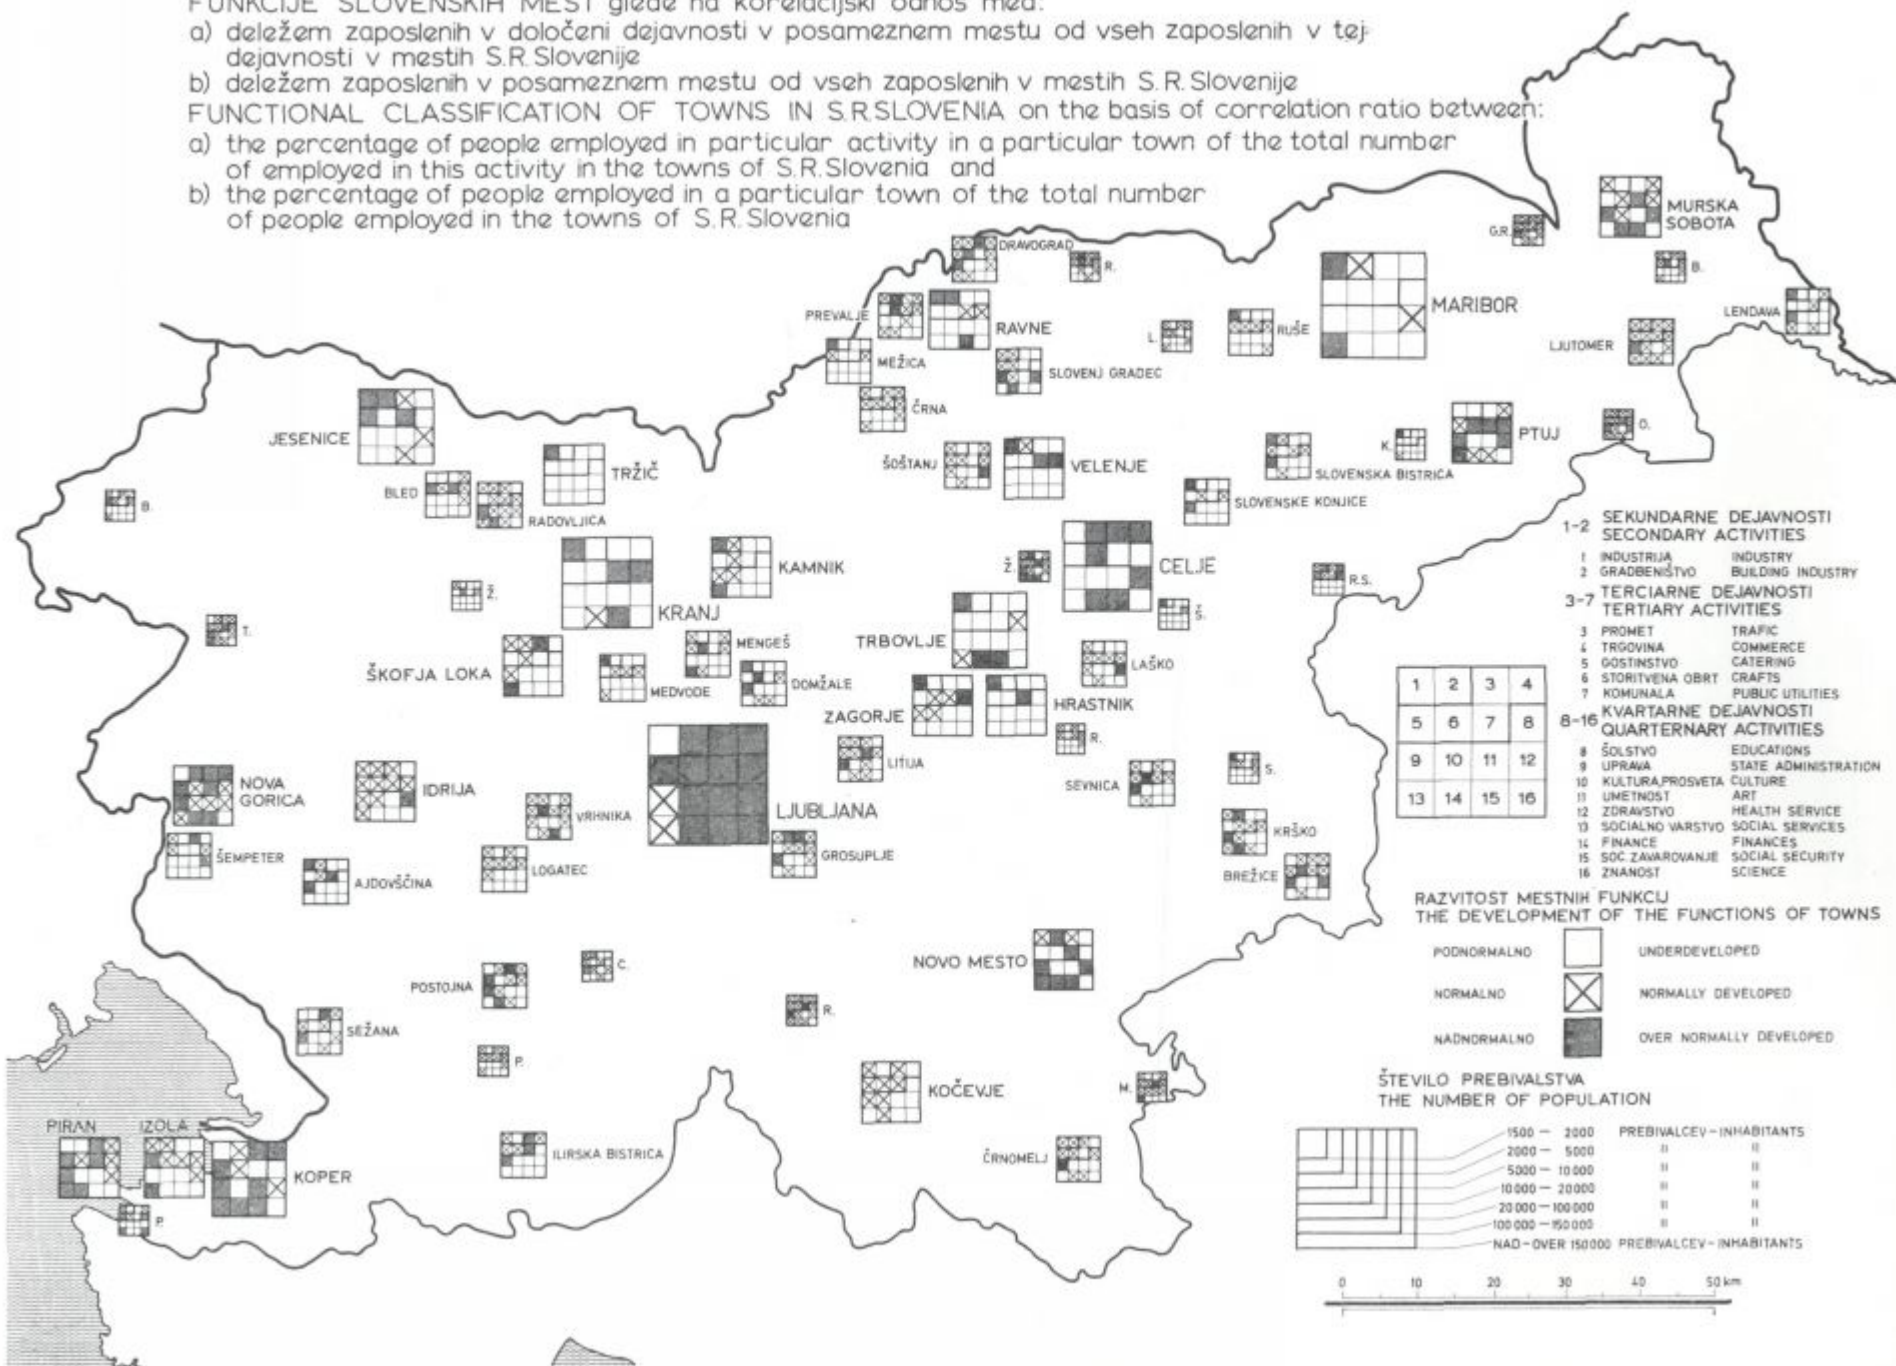 FUNKCIJE SLOVENSKIH MEST glede na korelacijski odnos med:
a) deležem zaposlenih v določeni dejavnosti v posameznem mestu od vseh zaposlenih v tej
dejavnosti v mestih S.R.Slovenije
b) deležem zaposlenih v posameznem mestu od vseh zaposlenih v mestih S.R.Slovenije
FUNCTIONAL CLASSIFICATION OF TOWNS IN S.R.SLOVENIA on the basis of correlation ratio between:
a) the percentage of people employed in particular activity in a particular town of the total number
of employed in this activity in the towns of S.R.Slovenia and
b) the percentage of people employed in a particular town of the total number
of people employed in the towns of S.R.Slovenia
MURSKA
SOBOTA
G.R.
DRAVOGRAD
R.
B.
MARIBOR
LENDAVA
PREVALJE
RAVNE
L.
RUŠE
LJUTOMER
MEŽICA
SLOVENJ GRADEC
ČRNA
JESENICE
K.
PTUJ
O.
TRŽIČ
ŠOŠTANJ
VELENJE
SLOVENSKA BISTRICA
BLED
B.
RADOVLJICA
SLOVENSKE KONJICE
KAMNIK
Ž.
CELJE
R.S.
Ž.
KRANJ
Š.
T.
TRBOVLJE
MENGEŠ
ŠKOFJA LOKA
LAŠKO
MEDVODE
DOMŽALE
ZAGORJE
HRASTNIK
R.
LITIJA
S.
SEVNICA
NOVA
GORICA
IDRIJA
LJUBLJANA
VRHNIKA
KRŠKO
ŠEMPETER
GROSUPLJE
LOGATEC
AJDOVŠČINA
BREŽICE
NOVO MESTO
C.
POSTOJNA
R.
SEŽANA
P.
KOČEVJE
M.
PIRAN
IZOLA
KOPER
ILIRSKA BISTRICA
ČRNOMELJ
P.
1-2 SEKUNDARNE DEJAVNOSTI
SECONDARY ACTIVITIES
1 INDUSTRIJA INDUSTRY
2 GRADBENIŠTVO BUILDING INDUSTRY
3-7 TERCIARNE DEJAVNOSTI
TERTIARY ACTIVITIES
3 PROMET TRAFIC
4 TRGOVINA COMMERCE
5 GOSTINSTVO CATERING
6 STORITVENA OBRT CRAFTS
7 KOMUNALA PUBLIC UTILITIES
8-16 KVARTARNE DEJAVNOSTI
QUARTERNARY ACTIVITIES
8 ŠOLSTVO EDUCATIONS
9 UPRAVA STATE ADMINISTRATION
10 KULTURA,PROSVETA CULTURE
11 UMETNOST ART
12 ZDRAVSTVO HEALTH SERVICE
13 SOCIALNO VARSTVO SOCIAL SERVICES
14 FINANCE FINANCES
15 SOC. ZAVAROVANJE SOCIAL SECURITY
16 ZNANOST SCIENCE
1 2 3 4
5 6 7 8
9 10 11 12
13 14 15 16
RAZVITOST MESTNIH FUNKCIJ
THE DEVELOPMENT OF THE FUNCTIONS OF TOWNS
PODNORMALNO UNDERDEVELOPED
NORMALNO NORMALLY DEVELOPED
NADNORMALNO OVER NORMALLY DEVELOPED
ŠTEVILO PREBIVALSTVA
THE NUMBER OF POPULATION
1500 - 2000 PREBIVALCEV-INHABITANTS
2000 - 5000 " "
5000 - 10000 " "
10000 - 20000 " "
20000 - 100000 " "
100000 - 150000 " "
NAD-OVER 150000 PREBIVALCEV-INHABITANTS
0 10 20 30 40 50 km